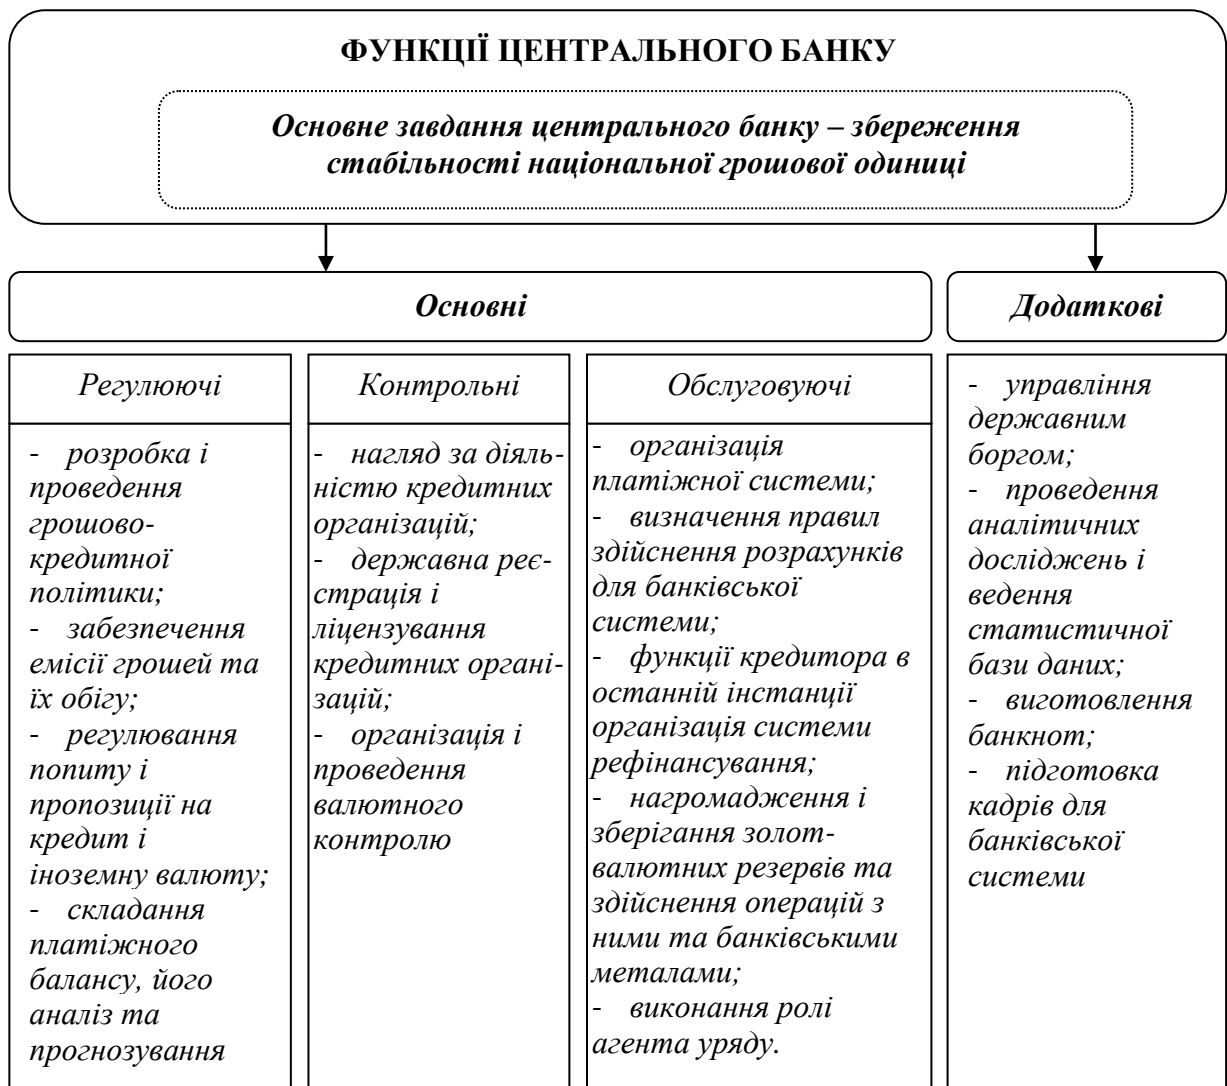 ФУНКЦІЇ ЦЕНТРАЛЬНОГО БАНКУ
Основне завдання центрального банку – збереження
стабільності національної грошової одиниці
Основні
Додаткові
Регулюючі
- розробка і
проведення
грошово-
кредитної
політики;
- забезпечення
емісії грошей та
їх обігу;
- регулювання
попиту і
пропозиції на
кредит і
іноземну валюту;
- складання
платіжного
балансу, його
аналіз та
прогнозування
Контрольні
- нагляд за діяль-
ністю кредитних
організацій;
- державна реє-
страція і
ліцензування
кредитних органі-
зацій;
- організація і
проведення
валютного
контролю
Обслуговуючі
- організація
платіжної системи;
- визначення правил
здійснення розрахунків
для банківської
системи;
- функції кредитора в
останній інстанції
організація системи
рефінансування;
- нагромадження і
зберігання золот-
валютних резервів та
здійснення операцій з
ними та банківськими
металами;
- виконання ролі
агента уряду.
- управління
державним
боргом;
- проведення
аналітичних
досліджень і
ведення
статистичної
бази даних;
- виготовлення
банкнот;
- підготовка
кадрів для
банківської
системи